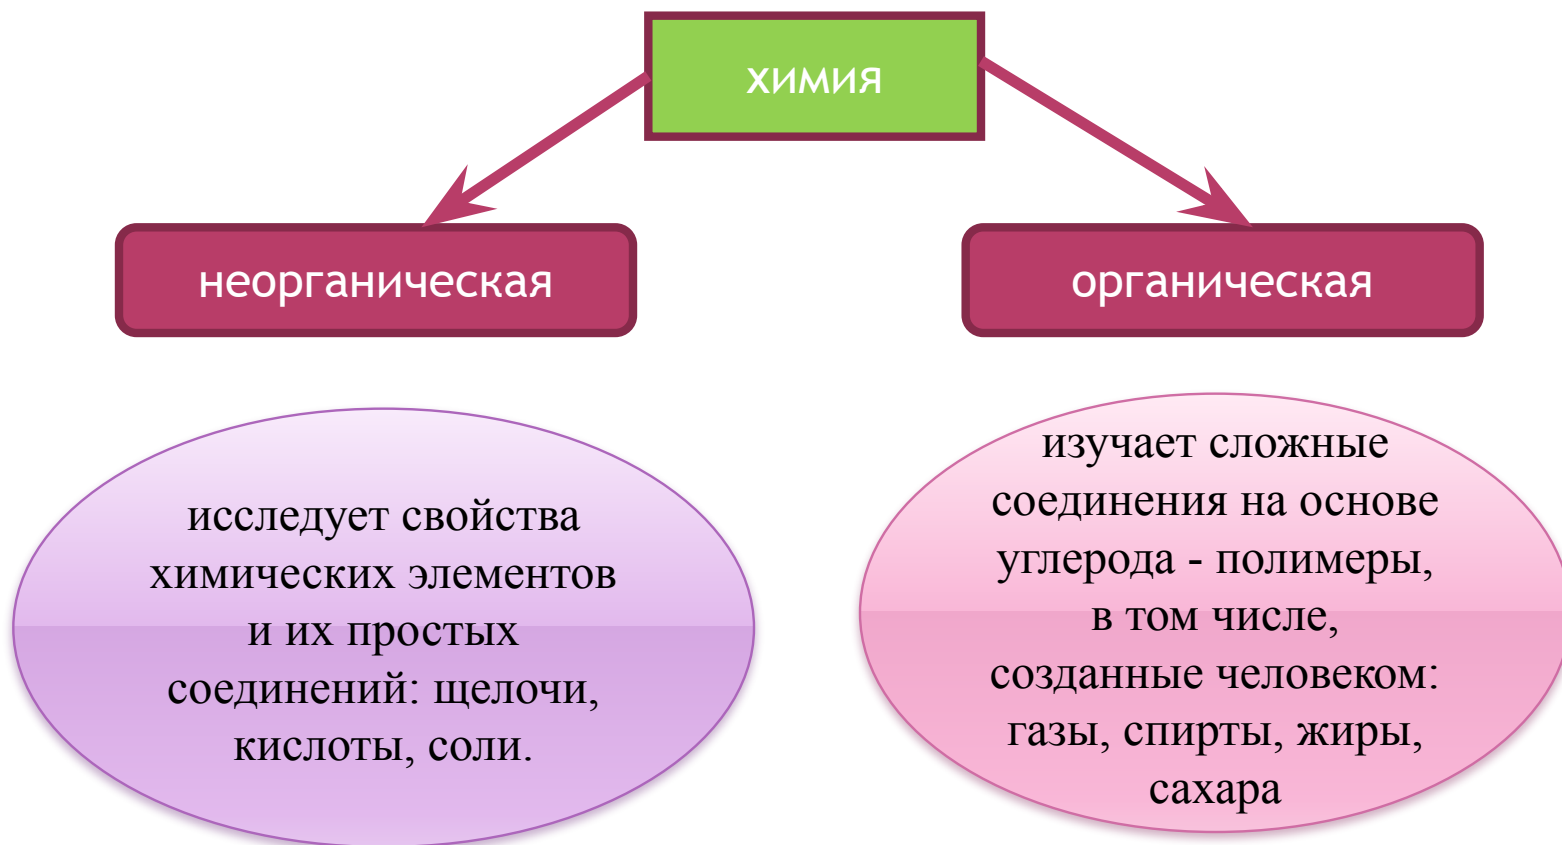 химия
неорганическая
органическая
исследует свойства
химических элементов
и их простых
соединений: щелочи,
кислоты, соли.
изучает сложные
соединения на основе
углерода - полимеры,
в том числе,
созданные человеком:
газы, спирты, жиры,
сахара